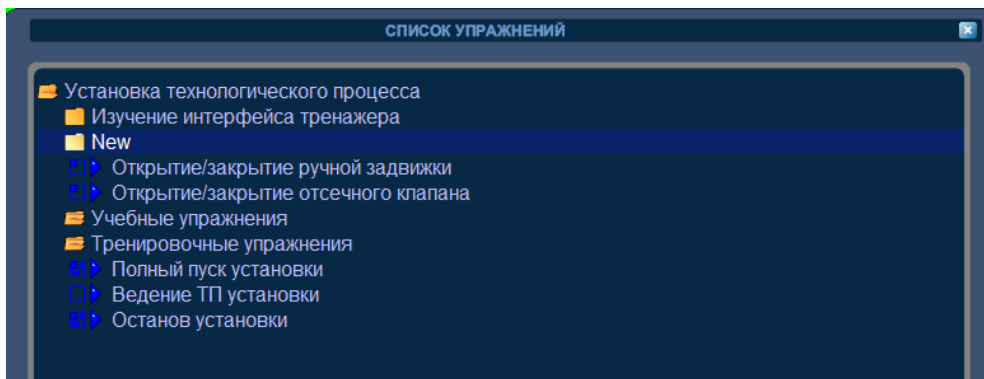 СПИСОК УПРАЖНЕНИЙ
Установка технологического процесса
Изучение интерфейса тренажера
New
Открытие/закрытие ручной задвижки
Открытие/закрытие отсечного клапана
Учебные упражнения
Тренировочные упражнения
Полный пуск установки
Ведение ТП установки
Останов установки